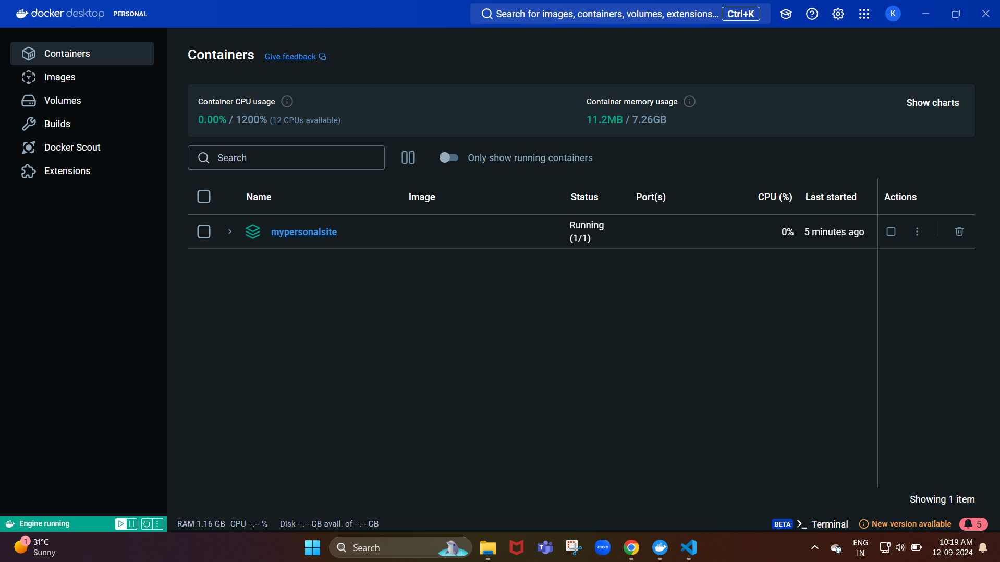 docker desktop PERSONAL
Search for images, containers, volumes, extensions... Ctrl+K
K
Containers
Images
Volumes
Builds
Docker Scout
Extensions
Containers Give feedback
Container CPU usage
0.00% / 1200% (12 CPUs available)
Container memory usage
11.2MB / 7.26GB
Show charts
Search
Only show running containers
Name Image Status Port(s) CPU (%) Last started Actions
mypersonalsite Running (1/1) 0% 5 minutes ago
Showing 1 item
Engine running
RAM 1.16 GB CPU --.-- % Disk --.-- GB avail. of --.-- GB
BETA Terminal New version available 5
1
31°C
Sunny
Search
zoom
ENG
IN
10:19 AM
12-09-2024